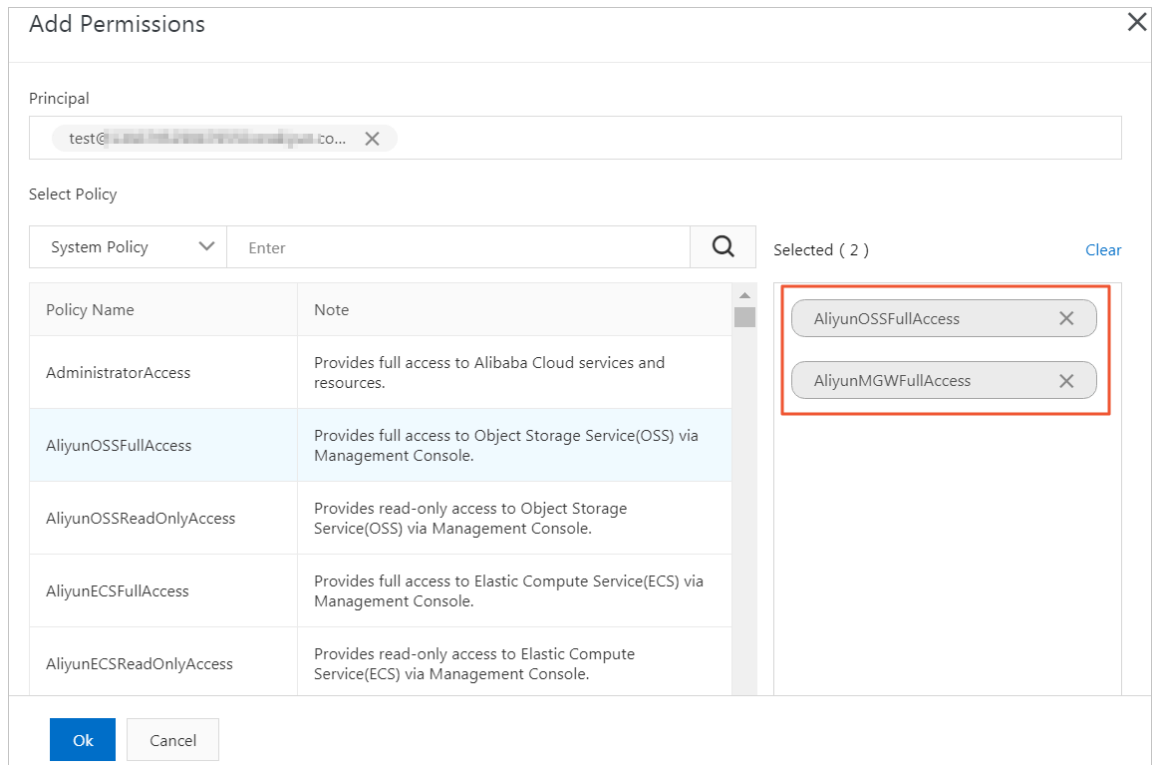 Add Permissions
Principal
test@ co...
Select Policy
System Policy
Enter
Selected ( 2 )
Clear
Policy Name
Note
AdministratorAccess
Provides full access to Alibaba Cloud services and
resources.
AliyunOSSFullAccess
Provides full access to Object Storage Service(OSS) via
Management Console.
AliyunOSSReadOnlyAccess
Provides read-only access to Object Storage
Service(OSS) via Management Console.
AliyunECSFullAccess
Provides full access to Elastic Compute Service(ECS) via
Management Console.
AliyunECSReadOnlyAccess
Provides read-only access to Elastic Compute
Service(ECS) via Management Console.
AliyunOSSFullAccess
AliyunMGWFullAccess
Ok
Cancel